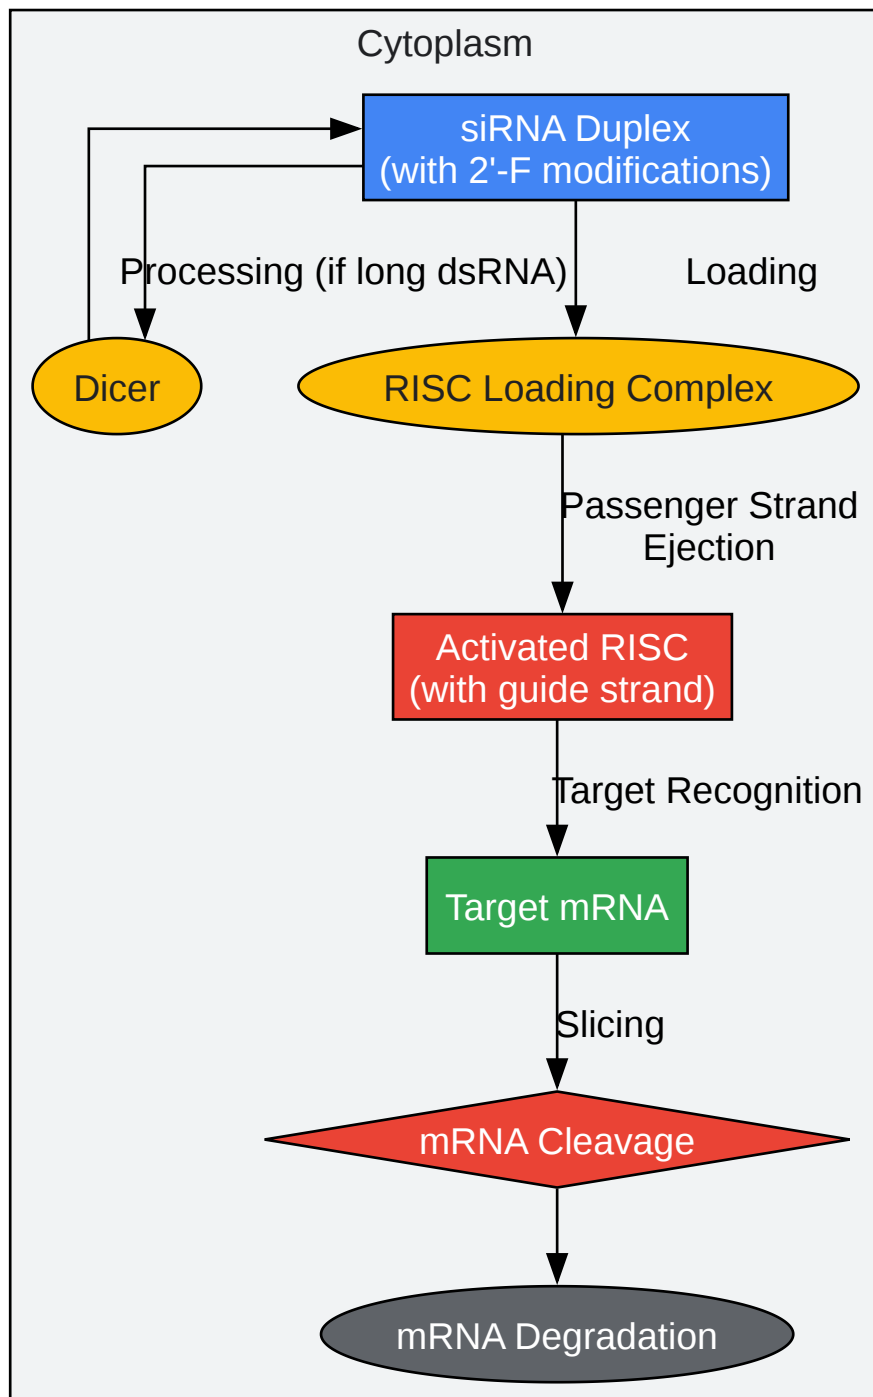 Cytoplasm
siRNA Duplex
(with 2'-F modifications)
Processing (if long dsRNA)
Loading
Dicer
RISC Loading Complex
Passenger Strand
Ejection
Activated RISC
(with guide strand)
Target Recognition
Target mRNA
Slicing
mRNA Cleavage
mRNA Degradation